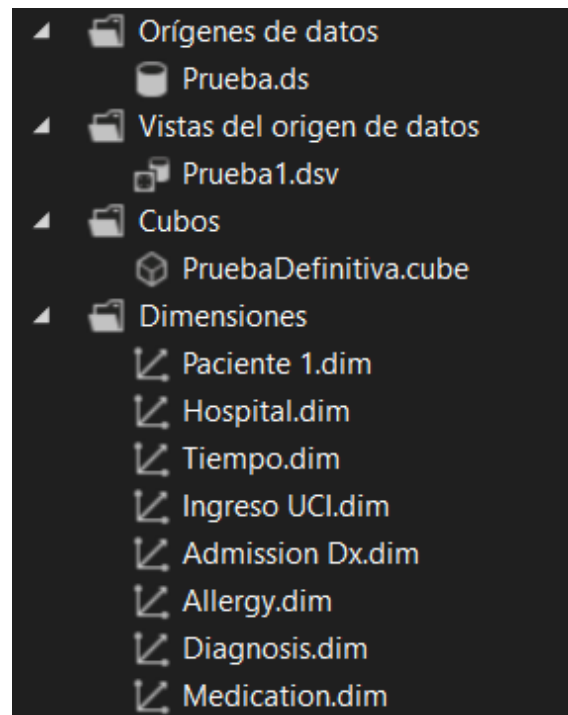 Orígenes de datos
Prueba.ds
Vistas del origen de datos
Prueba1.dsv
Cubos
PruebaDefinitiva.cube
Dimensiones
Paciente 1.dim
Hospital.dim
Tiempo.dim
Ingreso UCI.dim
Admission Dx.dim
Allergy.dim
Diagnosis.dim
Medication.dim